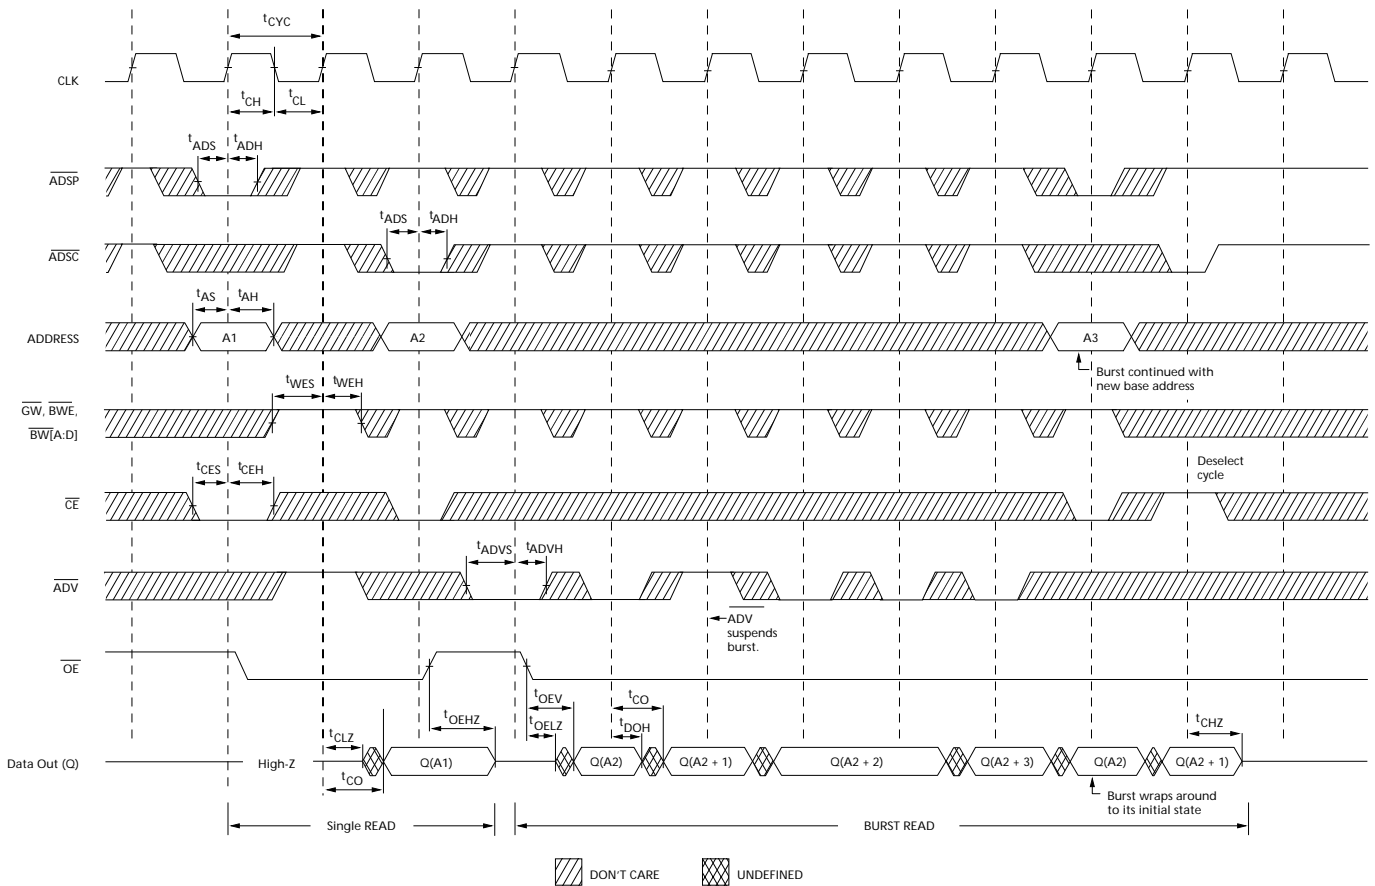 tCYC
CLK
tCH
tCL
tADS
tADH
ADSP
tADS
tADH
ADSC
tAS
tAH
ADDRESS
A1
A2
A3
Burst continued with
new base address
tWES
tWEH
GW, BWE,
BW[A:D]
Deselect
cycle
tCES
tCEH
CE
tADVS
tADVH
ADV
ADV
suspends
burst.
OE
tOEV
tCO
tOEHZ
tOELZ
tDOH
tCHZ
tCLZ
Data Out (Q)
High-Z
Q(A1)
Q(A2)
Q(A2 + 1)
Q(A2 + 2)
Q(A2 + 3)
Q(A2)
Q(A2 + 1)
tCO
Burst wraps around
to its initial state
Single READ
BURST READ
DON'T CARE
UNDEFINED